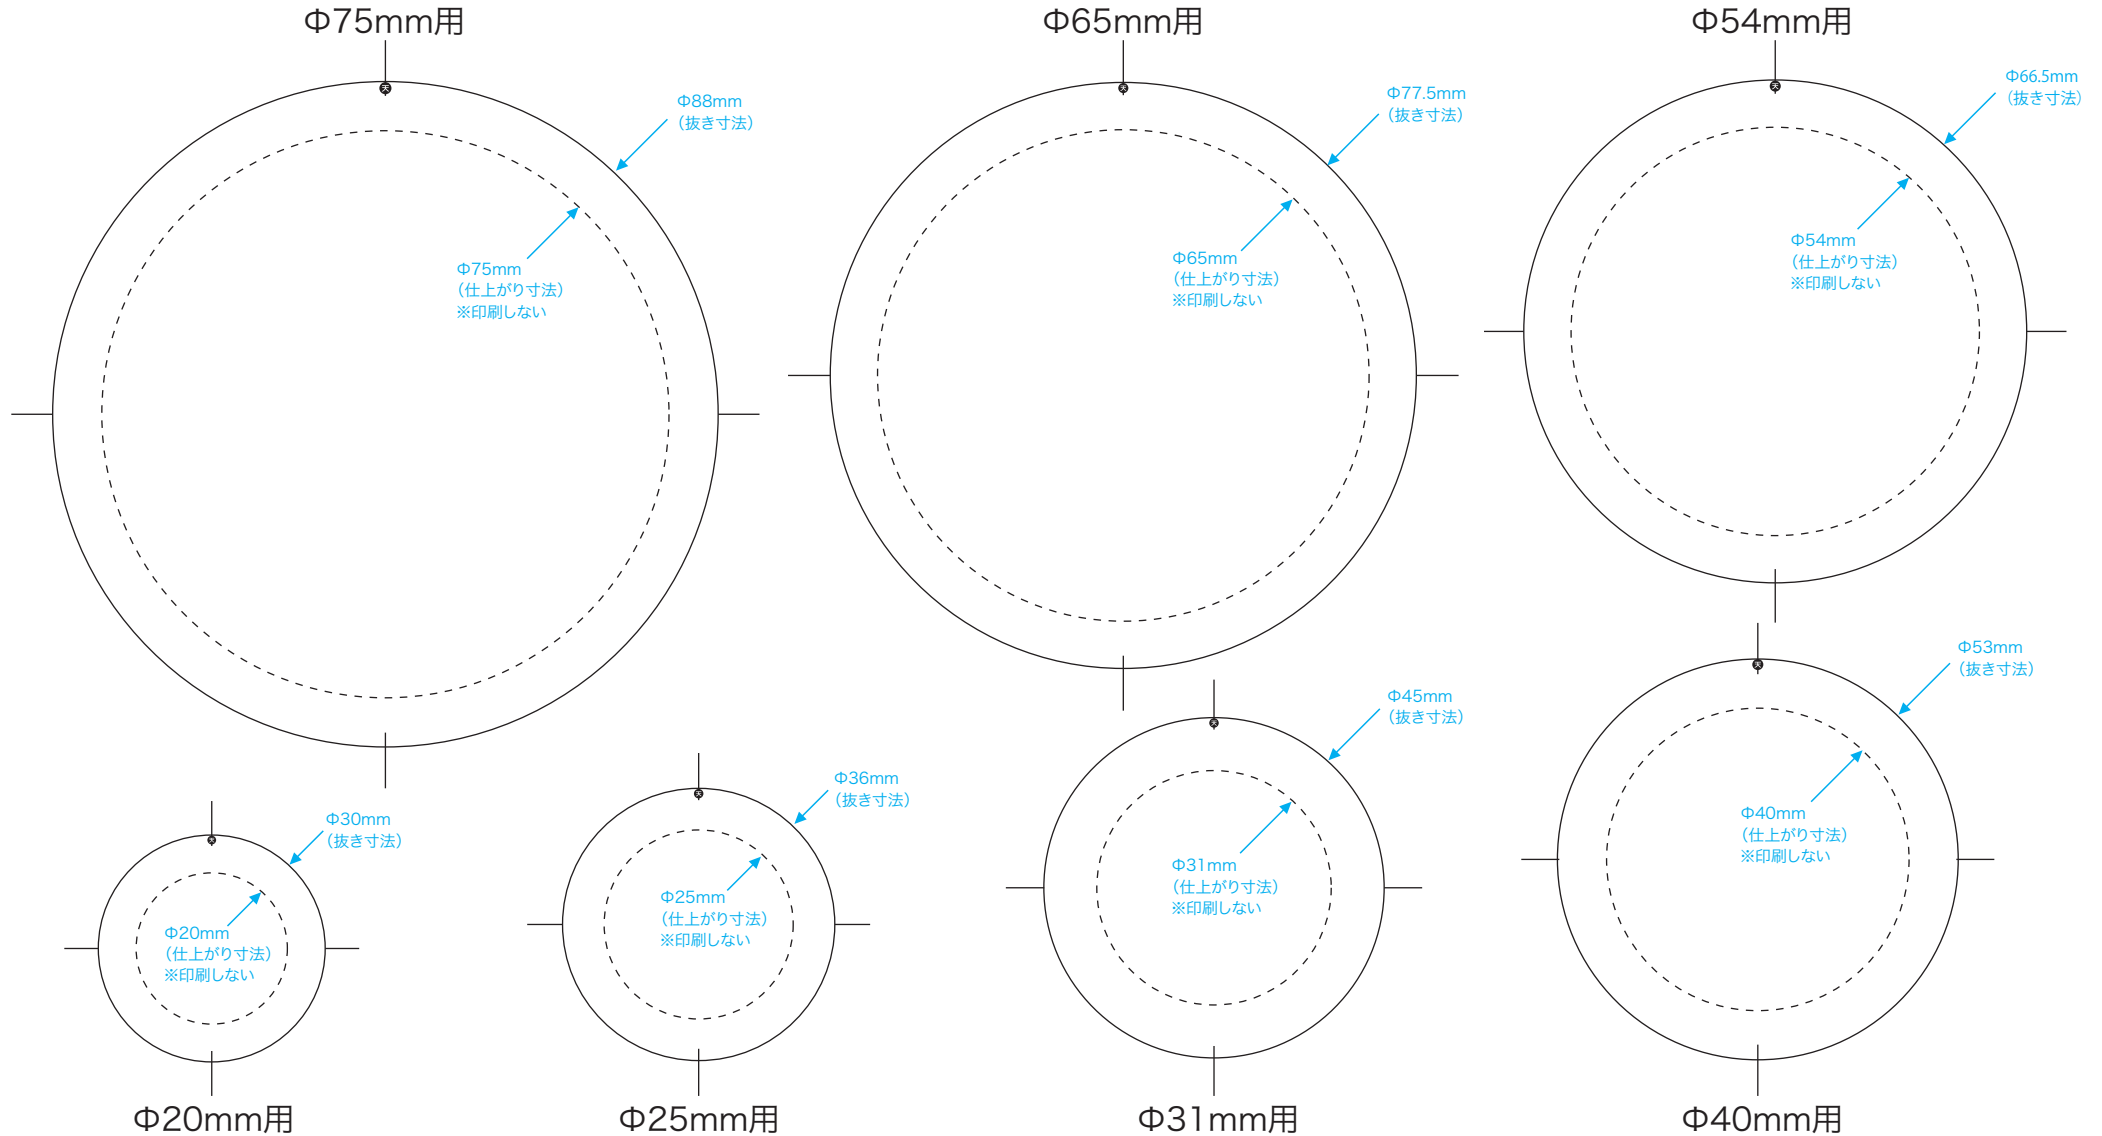 Φ75mm用
天
Φ88mm
（抜き寸法）
Φ75mm
（仕上がり寸法）
※印刷しない
Φ65mm用
天
Φ77.5mm
（抜き寸法）
Φ65mm
（仕上がり寸法）
※印刷しない
Φ54mm用
天
Φ66.5mm
（抜き寸法）
Φ54mm
（仕上がり寸法）
※印刷しない
天
Φ30mm
（抜き寸法）
Φ20mm
（仕上がり寸法）
※印刷しない
Φ20mm用
天
Φ36mm
（抜き寸法）
Φ25mm
（仕上がり寸法）
※印刷しない
Φ25mm用
天
Φ45mm
（抜き寸法）
Φ31mm
（仕上がり寸法）
※印刷しない
Φ31mm用
天
Φ53mm
（抜き寸法）
Φ40mm
（仕上がり寸法）
※印刷しない
Φ40mm用